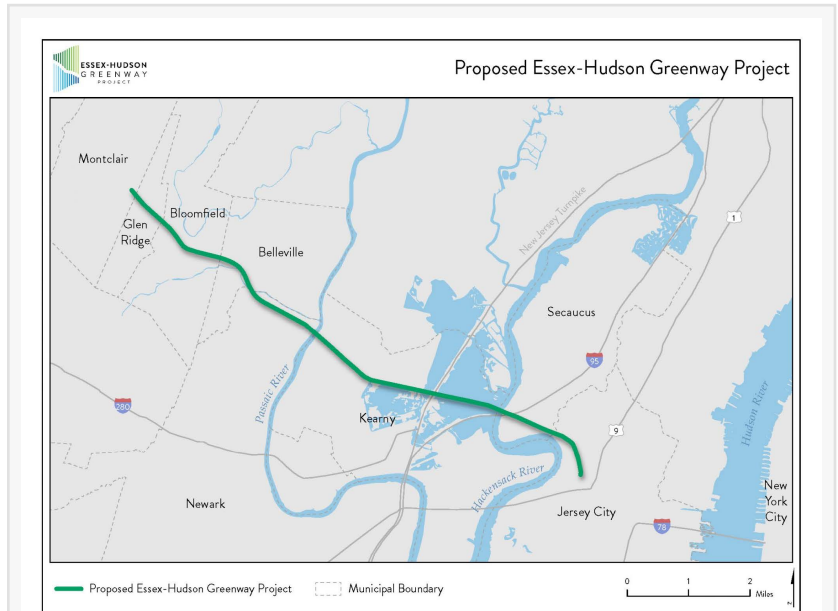 ESSEX-HUDSON
GREENWAY
PROJECT
Proposed Essex-Hudson Greenway Project
Montclair
Glen
Ridge
Bloomfield
Belleville
New Jersey Turnpike
1
Secaucus
95
Passaic River
Hudson River
280
Kearny
9
Hackensack River
New
York
City
Newark
Jersey City
78
Proposed Essex-Hudson Greenway Project
Municipal Boundary
0 1 2
Miles